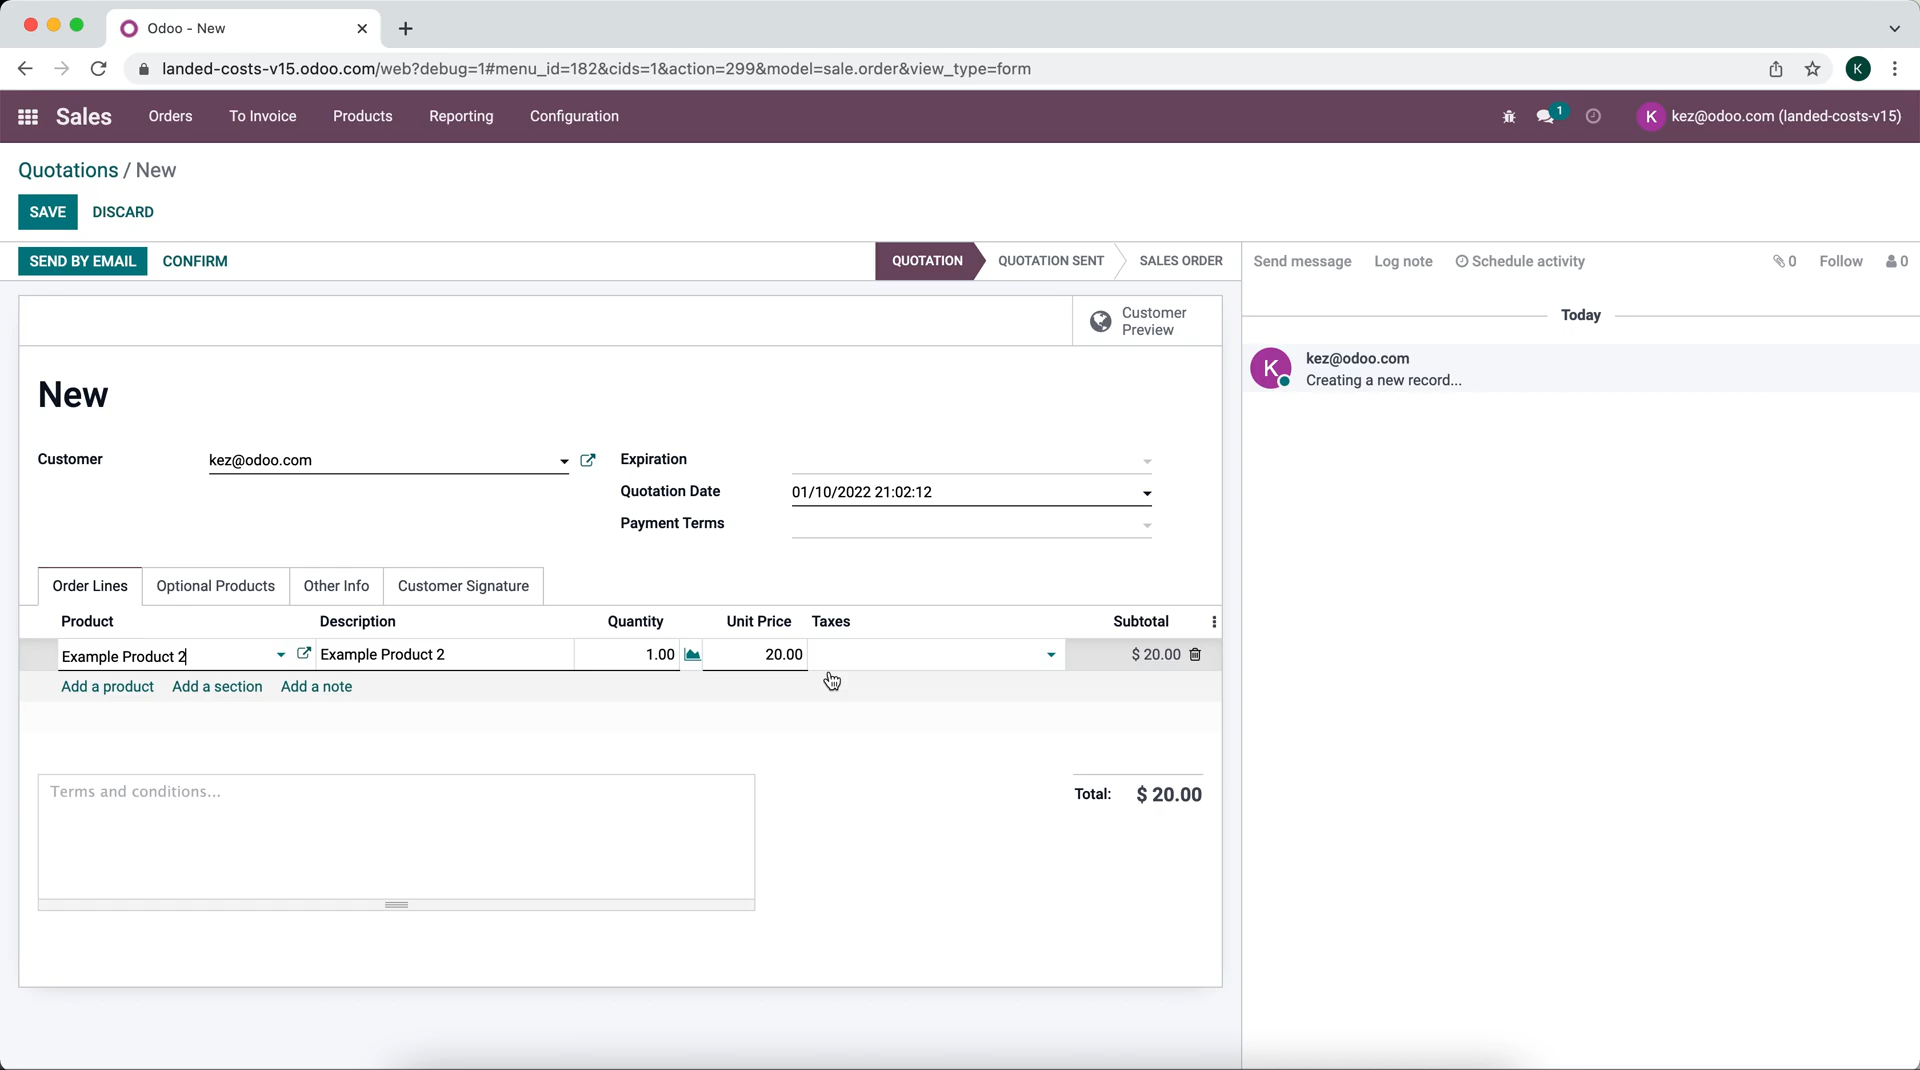 Odoo - New
landed-costs-v15.odoo.com/web?debug=1#menu_id=182&cids=1&action=299&model=sale.order&view_type=form
K
Sales Orders To Invoice Products Reporting Configuration
1
K kez@odoo.com (landed-costs-v15)
Quotations / New
SAVE DISCARD
SEND BY EMAIL CONFIRM
QUOTATION QUOTATION SENT SALES ORDER
Send message Log note Schedule activity 0 Follow 0
Customer Preview
Today
K kez@odoo.com
Creating a new record...
New
Customer kez@odoo.com
Expiration
Quotation Date 01/10/2022 21:02:12
Payment Terms
Order Lines Optional Products Other Info Customer Signature
Product Description Quantity Unit Price Taxes Subtotal
Example Product 2 Example Product 2 1.00 20.00 $ 20.00
Add a product Add a section Add a note
Terms and conditions...
Total: $ 20.00